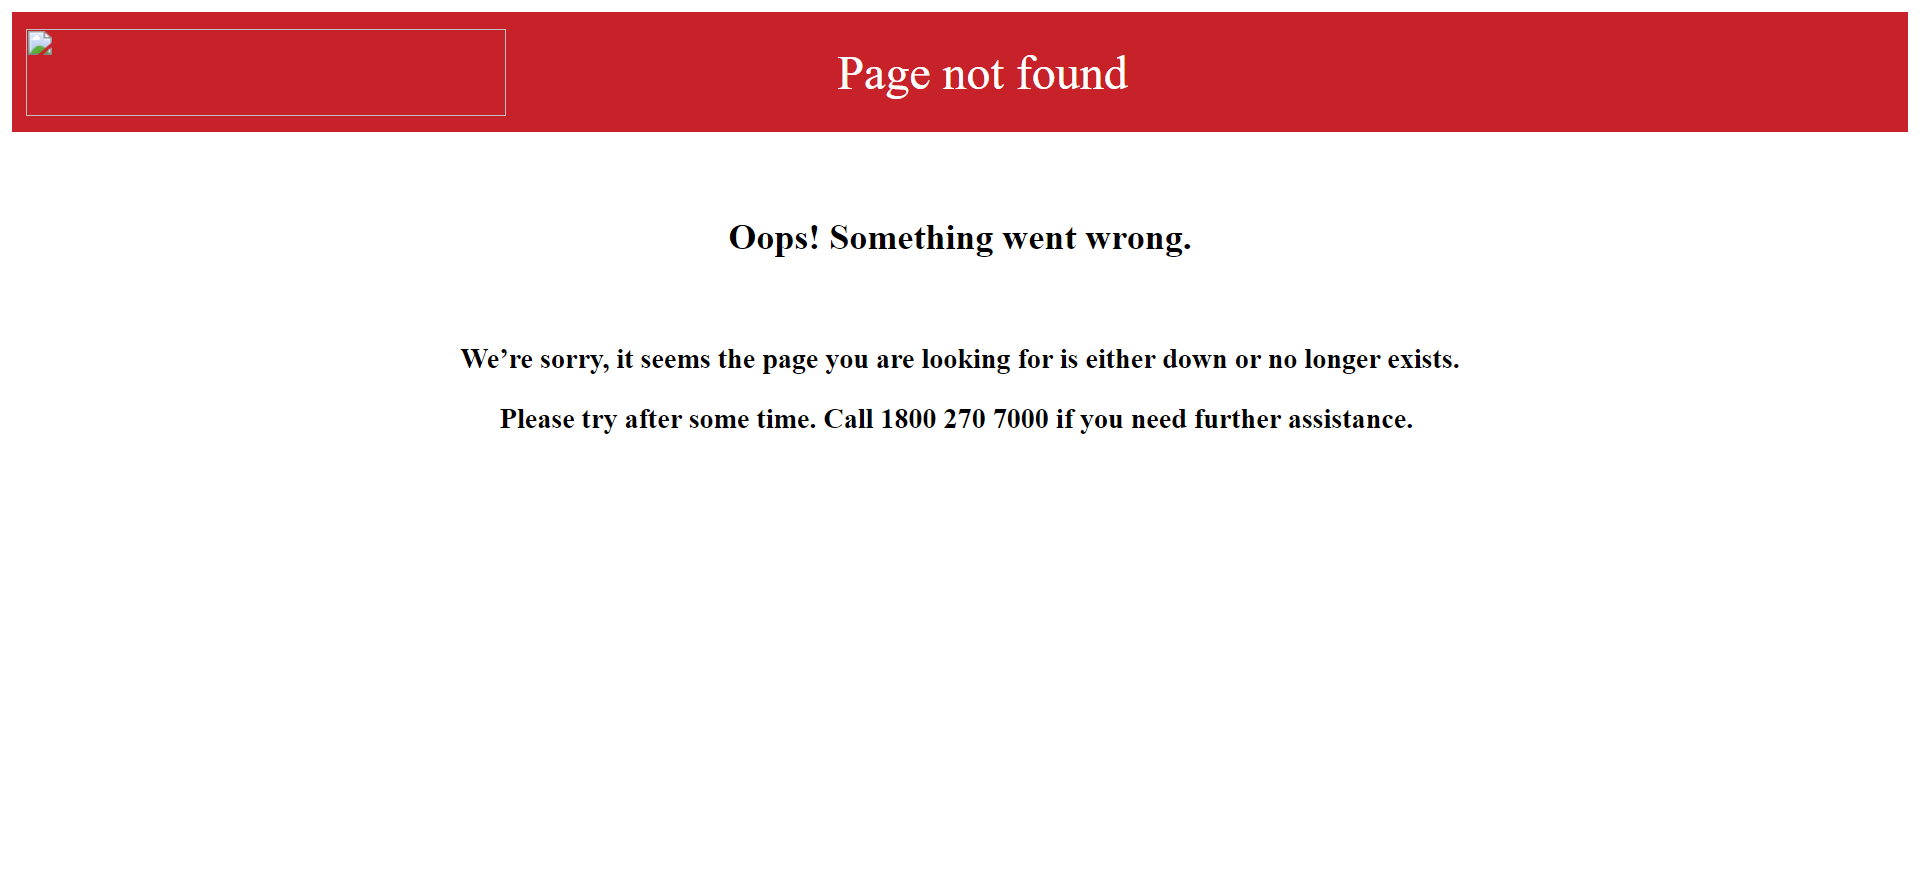 Page not found
Oops! Something went wrong.
We’re sorry, it seems the page you are looking for is either down or no longer exists.
Please try after some time. Call 1800 270 7000 if you need further assistance.